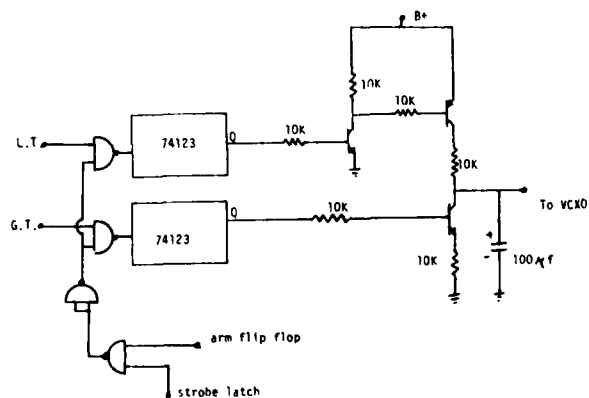 B+
10K
10K
L.T.
74123
Q
10K
10K
G.T.
74123
Q
10K
To VCXO
10K
100μf
+
-
arm flip flop
strobe latch